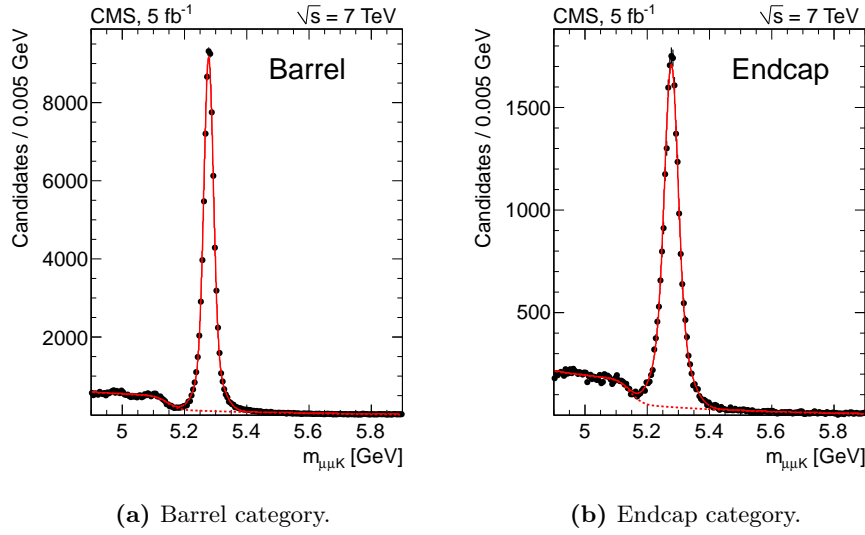 CMS, 5 fb⁻¹ √s = 7 TeV
Barrel
Candidates / 0.005 GeV
8000
6000
4000
2000
5 5.2 5.4 5.6 5.8
m_μμK [GeV]
(a) Barrel category.
CMS, 5 fb⁻¹ √s = 7 TeV
Endcap
Candidates / 0.005 GeV
1500
1000
500
5 5.2 5.4 5.6 5.8
m_μμK [GeV]
(b) Endcap category.